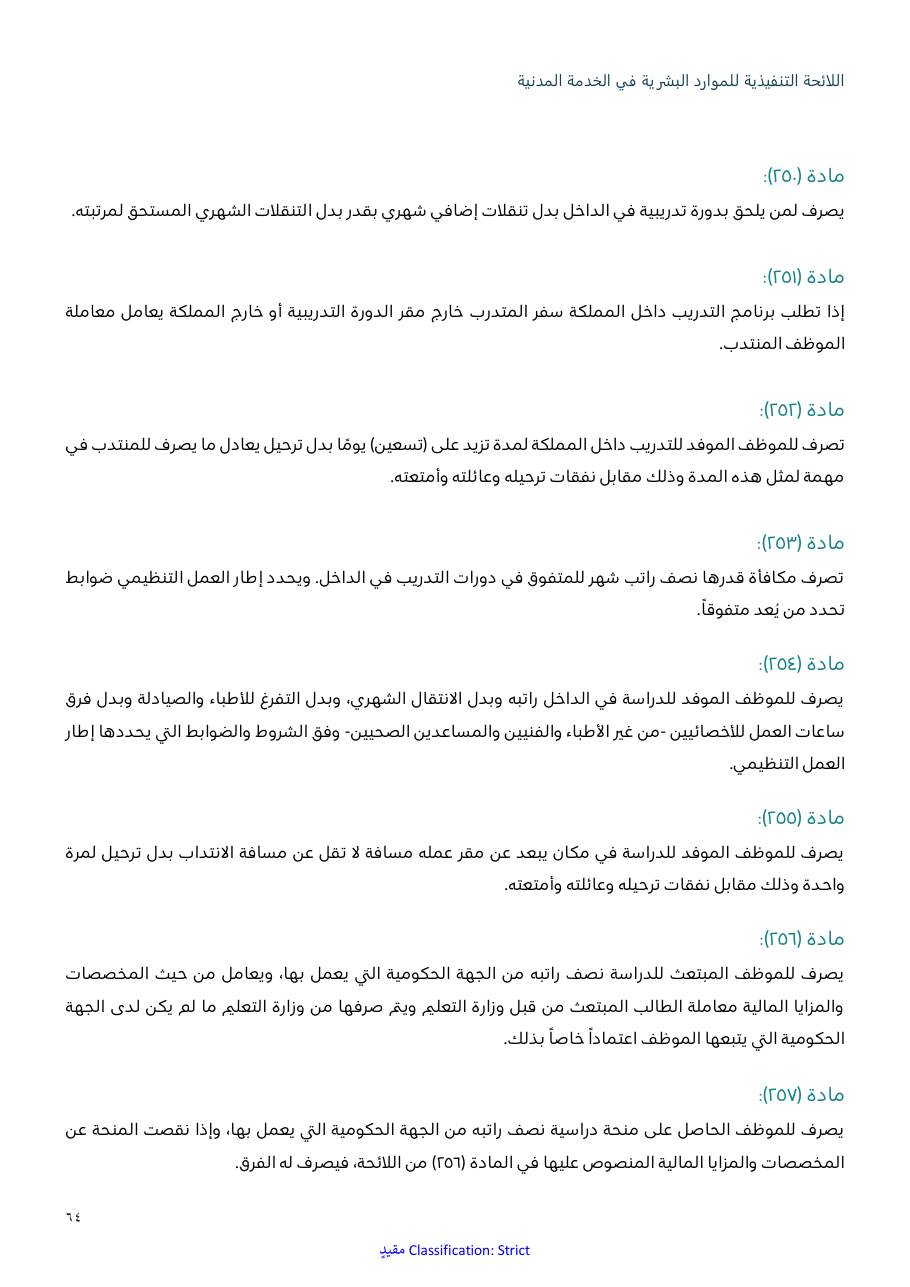 اللائحة التنفيذية للموارد البشرية في الخدمة المدنية
مادة (٢٥٠):
يصرف لمن يلحق بدورة تدريبية في الداخل بدل تنقلات إضافي شهري بقدر بدل التنقلات الشهري المستحق لمرتبته.
مادة (٢٥١):
إذا تطلب برنامج التدريب داخل المملكة سفر المتدرب خارج مقر الدورة التدريبية أو خارج المملكة يعامل معاملة
الموظف المنتدب.
مادة (٢٥٢):
تصرف للموظف الموفد للتدريب داخل المملكة لمدة تزيد على (تسعين) يومًا بدل ترحيل يعادل ما يصرف للمنتدب في
مهمة لمثل هذه المدة وذلك مقابل نفقات ترحيله وعائلته وأمتعته.
مادة (٢٥٣):
تصرف مكافأة قدرها نصف راتب شهر للمتفوق في دورات التدريب في الداخل. ويحدد إطار العمل التنظيمي ضوابط
تحدد من يُعد متفوقاً.
مادة (٢٥٤):
يصرف للموظف الموفد للدراسة في الداخل راتبه وبدل الانتقال الشهري، وبدل التفرغ للأطباء والصيادلة وبدل فرق
ساعات العمل للأخصائيين -من غير الأطباء والفنيين والمساعدين الصحيين- وفق الشروط والضوابط التي يحددها إطار
العمل التنظيمي.
مادة (٢٥٥):
يصرف للموظف الموفد للدراسة في مكان يبعد عن مقر عمله مسافة لا تقل عن مسافة الانتداب بدل ترحيل لمرة
واحدة وذلك مقابل نفقات ترحيله وعائلته وأمتعته.
مادة (٢٥٦):
يصرف للموظف المبتعث للدراسة نصف راتبه من الجهة الحكومية التي يعمل بها، ويعامل من حيث المخصصات
والمزايا المالية معاملة الطالب المبتعث من قبل وزارة التعليم ويتم صرفها من وزارة التعليم ما لم يكن لدى الجهة
الحكومية التي يتبعها الموظف اعتماداً خاصاً بذلك.
مادة (٢٥٧):
يصرف للموظف الحاصل على منحة دراسية نصف راتبه من الجهة الحكومية التي يعمل بها، وإذا نقصت المنحة عن
المخصصات والمزايا المالية المنصوص عليها في المادة (٢٥٦) من اللائحة، فيصرف له الفرق.
٦٤
Classification: Strict مقيدٍ